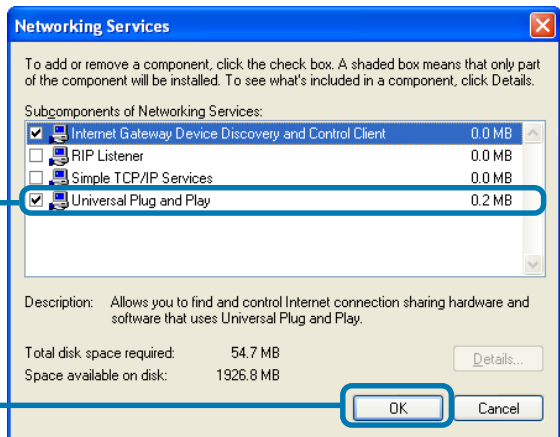 Networking Services
To add or remove a component, click the check box. A shaded box means that only part
of the component will be installed. To see what's included in a component, click Details.
Subcomponents of Networking Services:
Internet Gateway Device Discovery and Control Client 0.0 MB
RIP Listener 0.0 MB
Simple TCP/IP Services 0.0 MB
Universal Plug and Play 0.2 MB
Description: Allows you to find and control Internet connection sharing hardware and
software that uses Universal Plug and Play.
Total disk space required: 54.7 MB
Space available on disk: 1926.8 MB
Details...
OK Cancel